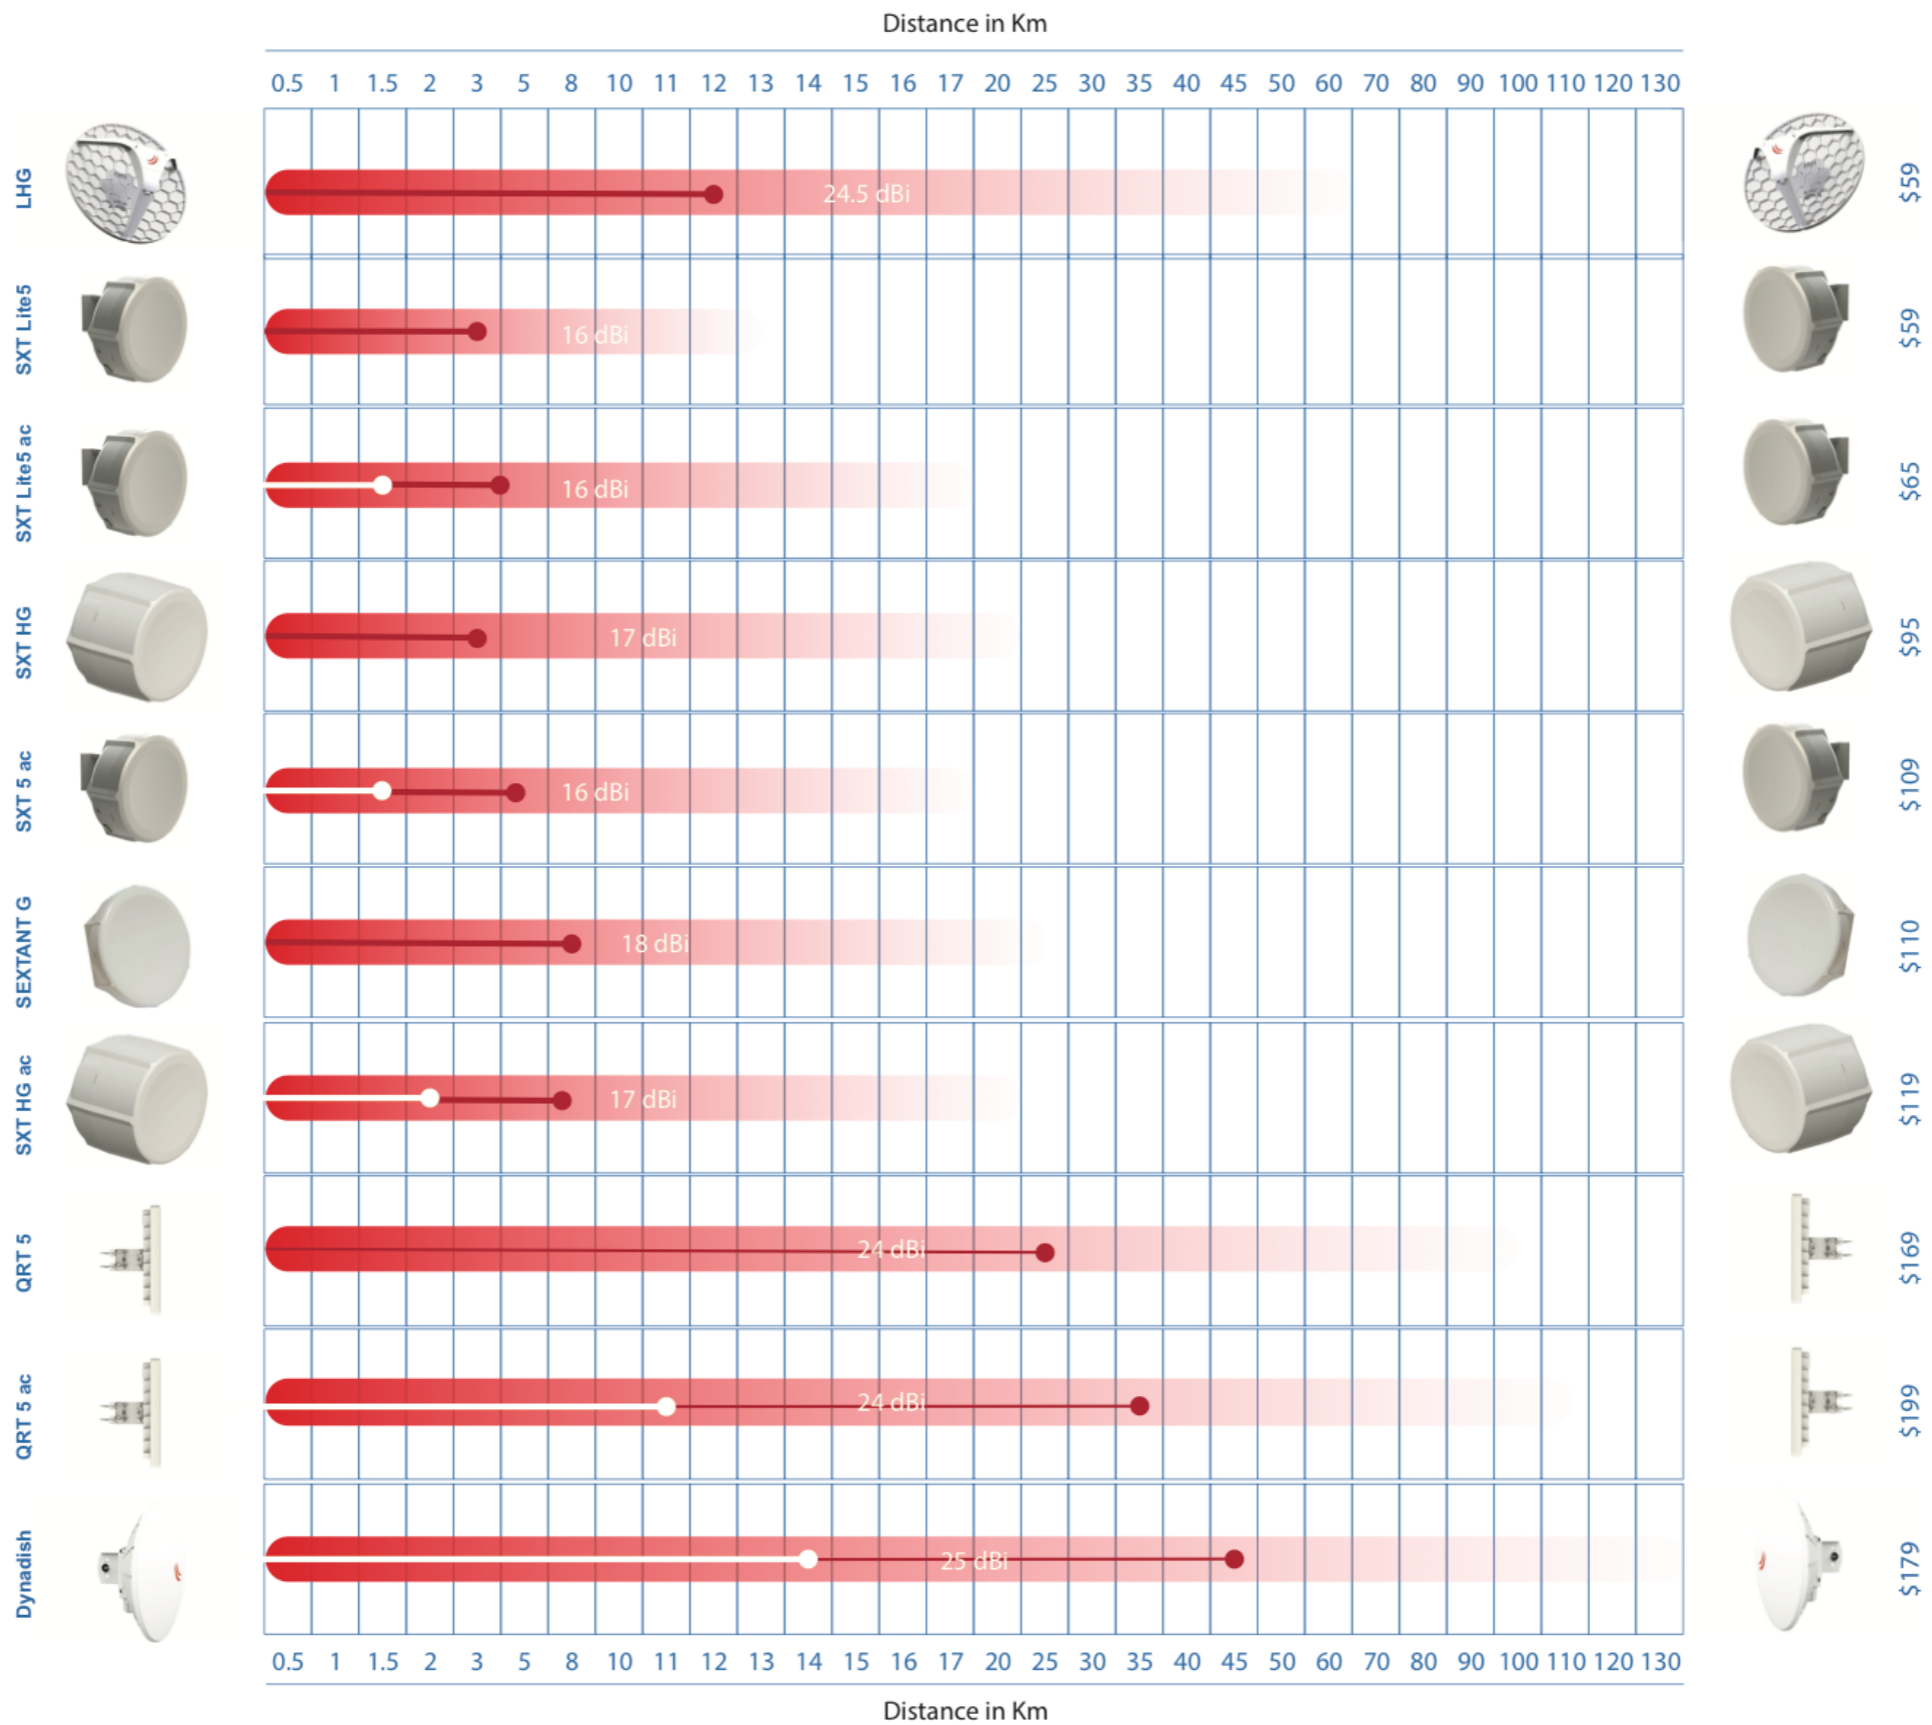 Distance in Km
0.5 1 1.5 2 3 5 8 10 11 12 13 14 15 16 17 20 25 30 35 40 45 50 60 70 80 90 100 110 120 130
LHG 24.5 dBi $59
SXT Lite5 16 dBi $59
SXT Lite5 ac 16 dBi $65
SXT HG 17 dBi $95
SXT 5 ac 16 dBi $109
SEXTANT G 18 dBi $110
SXT HG ac 17 dBi $119
QRT 5 24 dBi $169
QRT 5 ac 24 dBi $199
Dynadish 25 dBi $179
0.5 1 1.5 2 3 5 8 10 11 12 13 14 15 16 17 20 25 30 35 40 45 50 60 70 80 90 100 110 120 130
Distance in Km